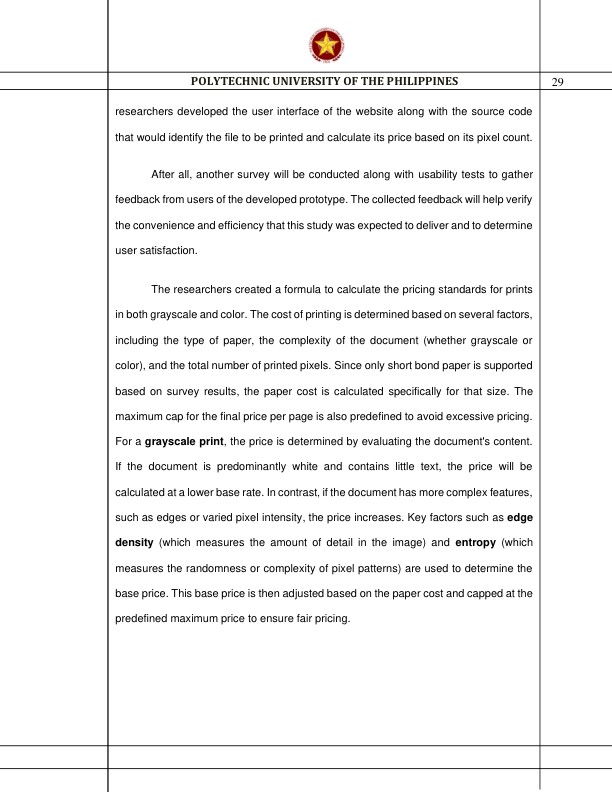 POLYTECHNIC UNIVERSITY OF THE PHILIPPINES
29
researchers developed the user interface of the website along with the source code
that would identify the file to be printed and calculate its price based on its pixel count.
After all, another survey will be conducted along with usability tests to gather
feedback from users of the developed prototype. The collected feedback will help verify
the convenience and efficiency that this study was expected to deliver and to determine
user satisfaction.
The researchers created a formula to calculate the pricing standards for prints
in both grayscale and color. The cost of printing is determined based on several factors,
including the type of paper, the complexity of the document (whether grayscale or
color), and the total number of printed pixels. Since only short bond paper is supported
based on survey results, the paper cost is calculated specifically for that size. The
maximum cap for the final price per page is also predefined to avoid excessive pricing.
For a grayscale print, the price is determined by evaluating the document's content.
If the document is predominantly white and contains little text, the price will be
calculated at a lower base rate. In contrast, if the document has more complex features,
such as edges or varied pixel intensity, the price increases. Key factors such as edge
density (which measures the amount of detail in the image) and entropy (which
measures the randomness or complexity of pixel patterns) are used to determine the
base price. This base price is then adjusted based on the paper cost and capped at the
predefined maximum price to ensure fair pricing.